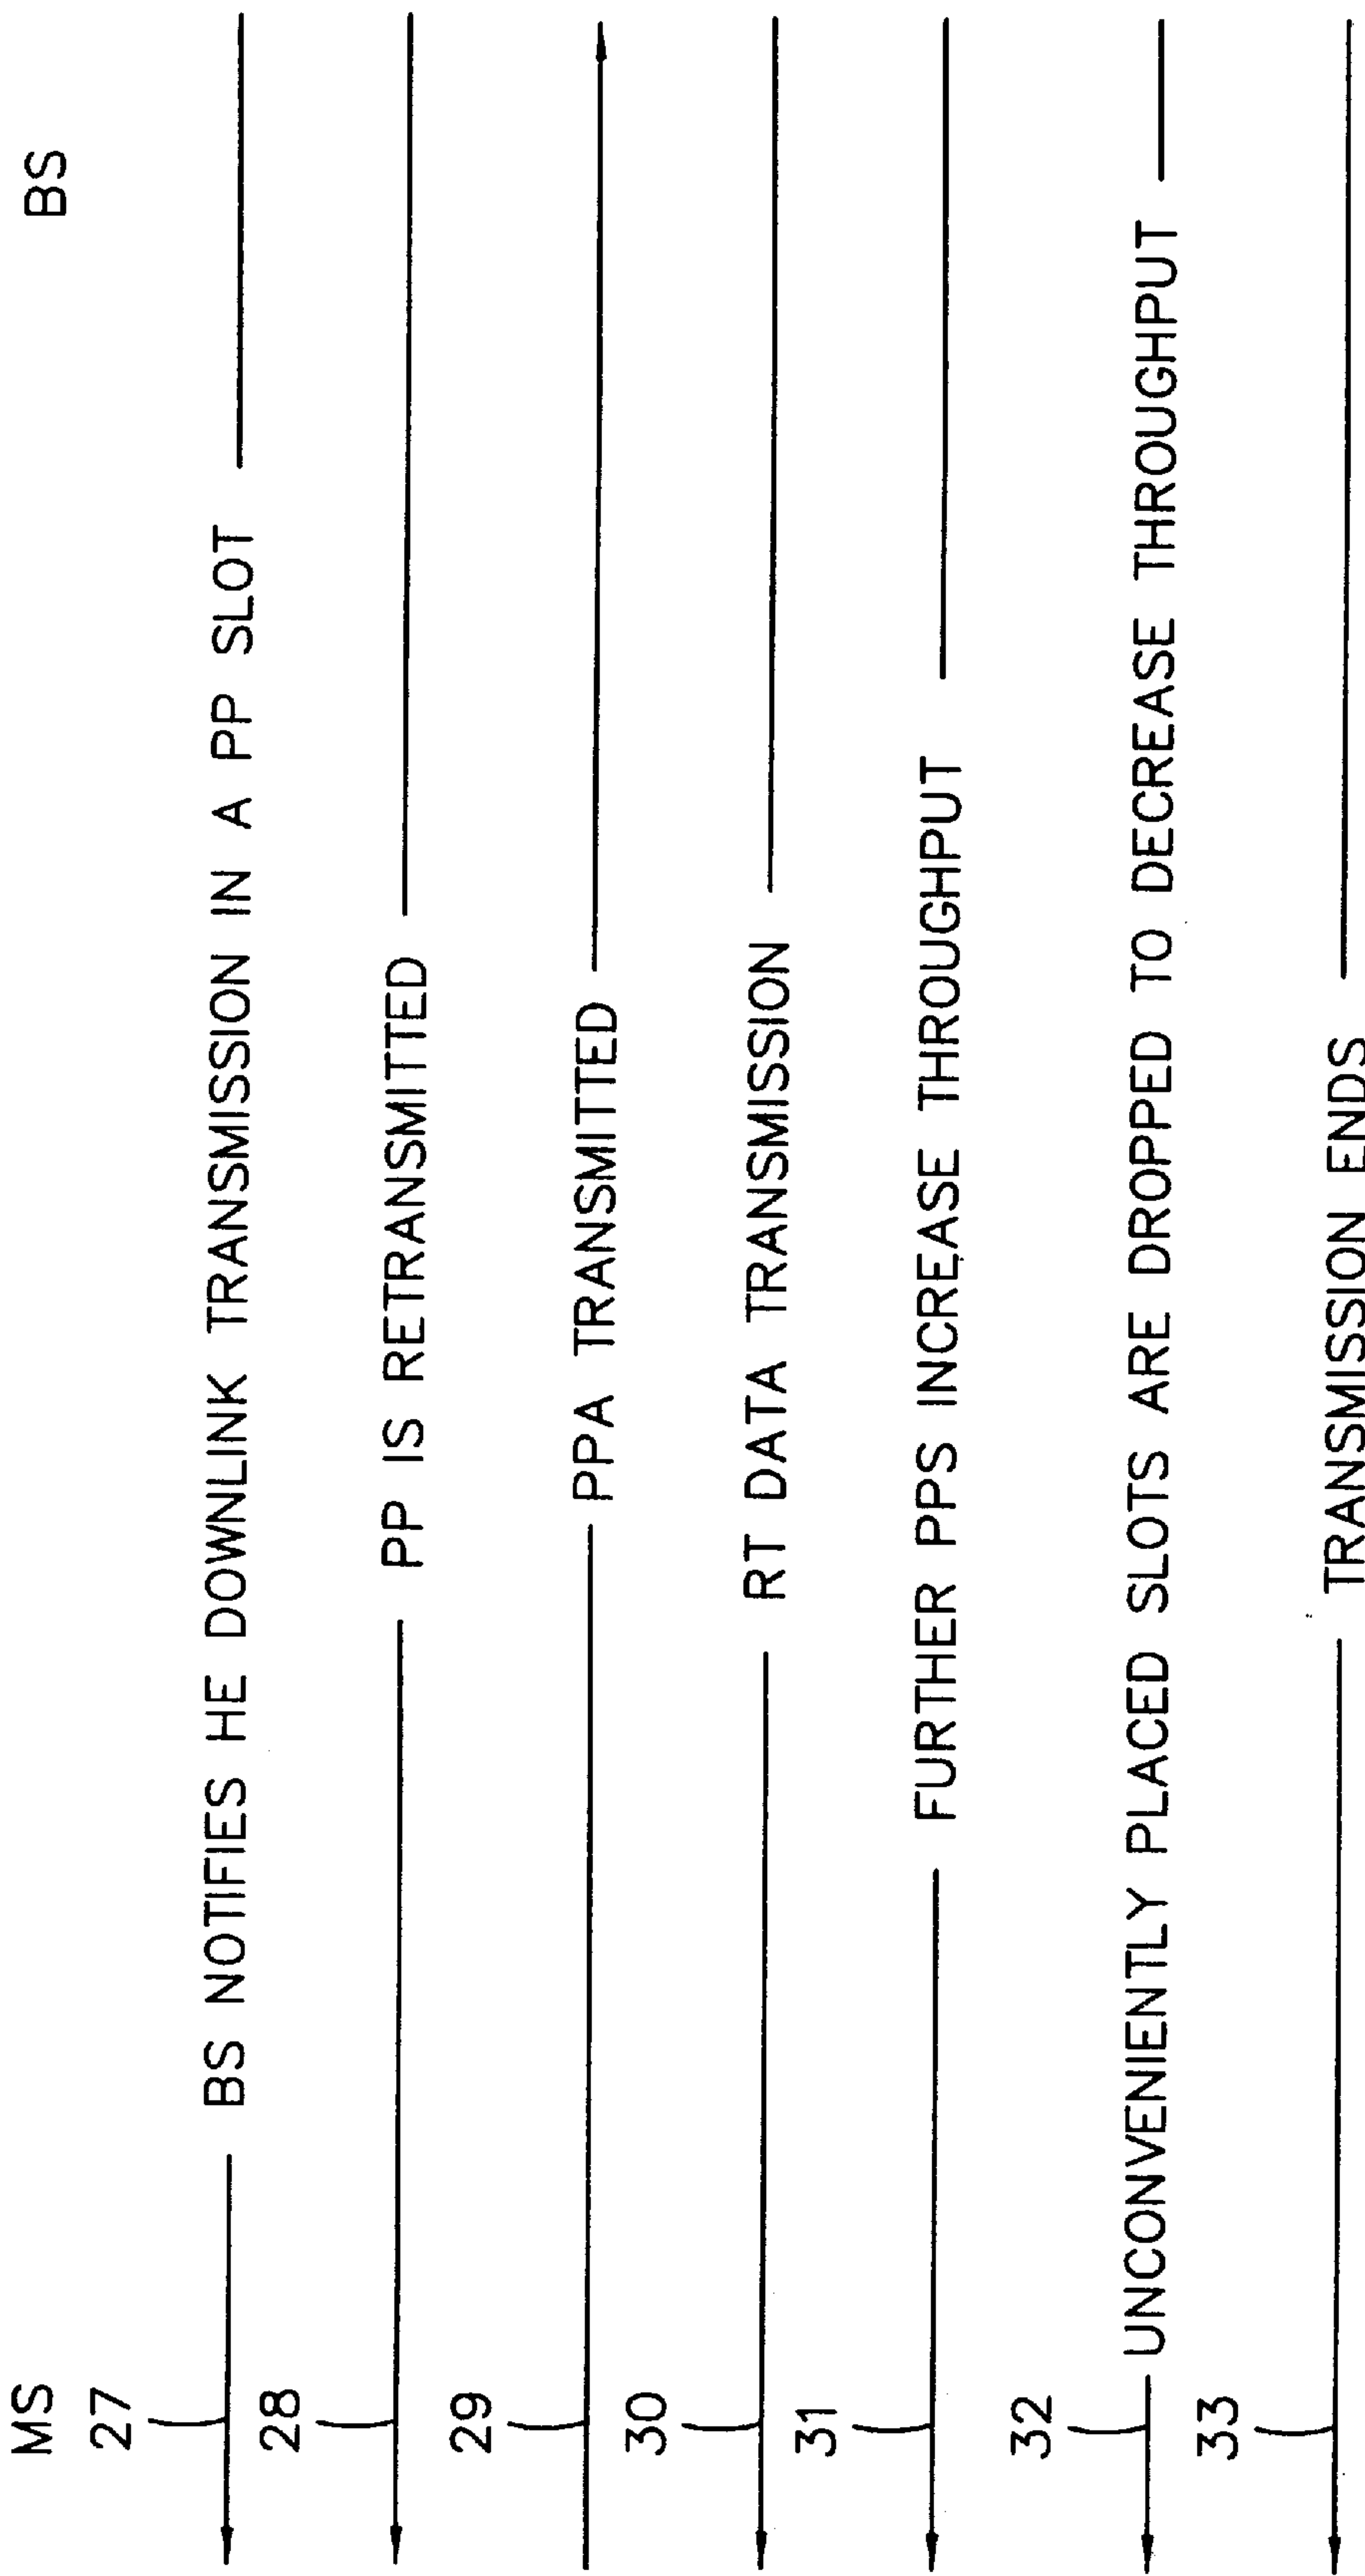 MS BS
27 BS NOTIFIES HE DOWNLINK TRANSMISSION IN A PP SLOT
28 PP IS RETRANSMITTED
29 PPA TRANSMITTED
30 RT DATA TRANSMISSION
31 FURTHER PPS INCREASE THROUGHPUT
32 UNCONVENIENTLY PLACED SLOTS ARE DROPPED TO DECREASE THROUGHPUT
33 TRANSMISSION ENDS